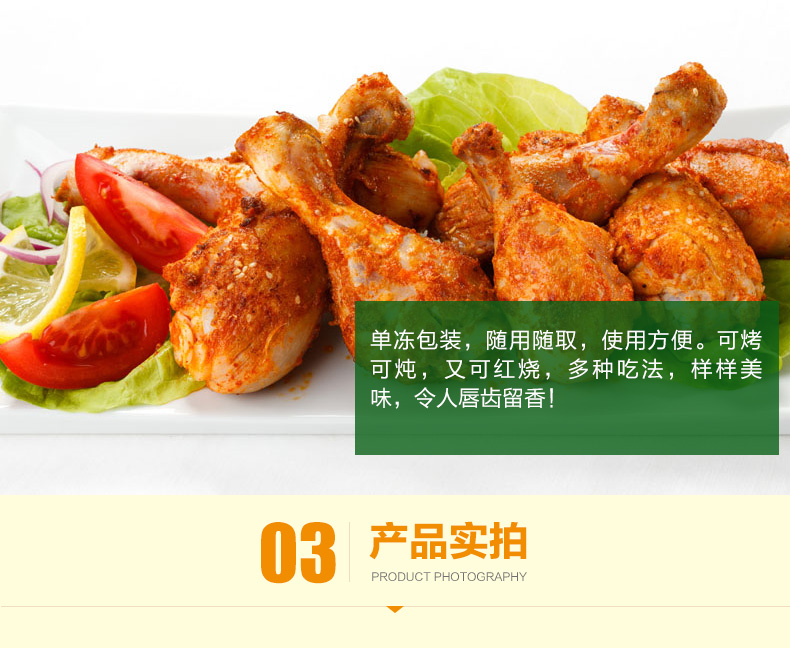 单冻包装，随用随取，使用方便。可烤
可炖，又可红烧，多种吃法，样样美
味，令人唇齿留香！
03
产品实拍
PRODUCT PHOTOGRAPHY